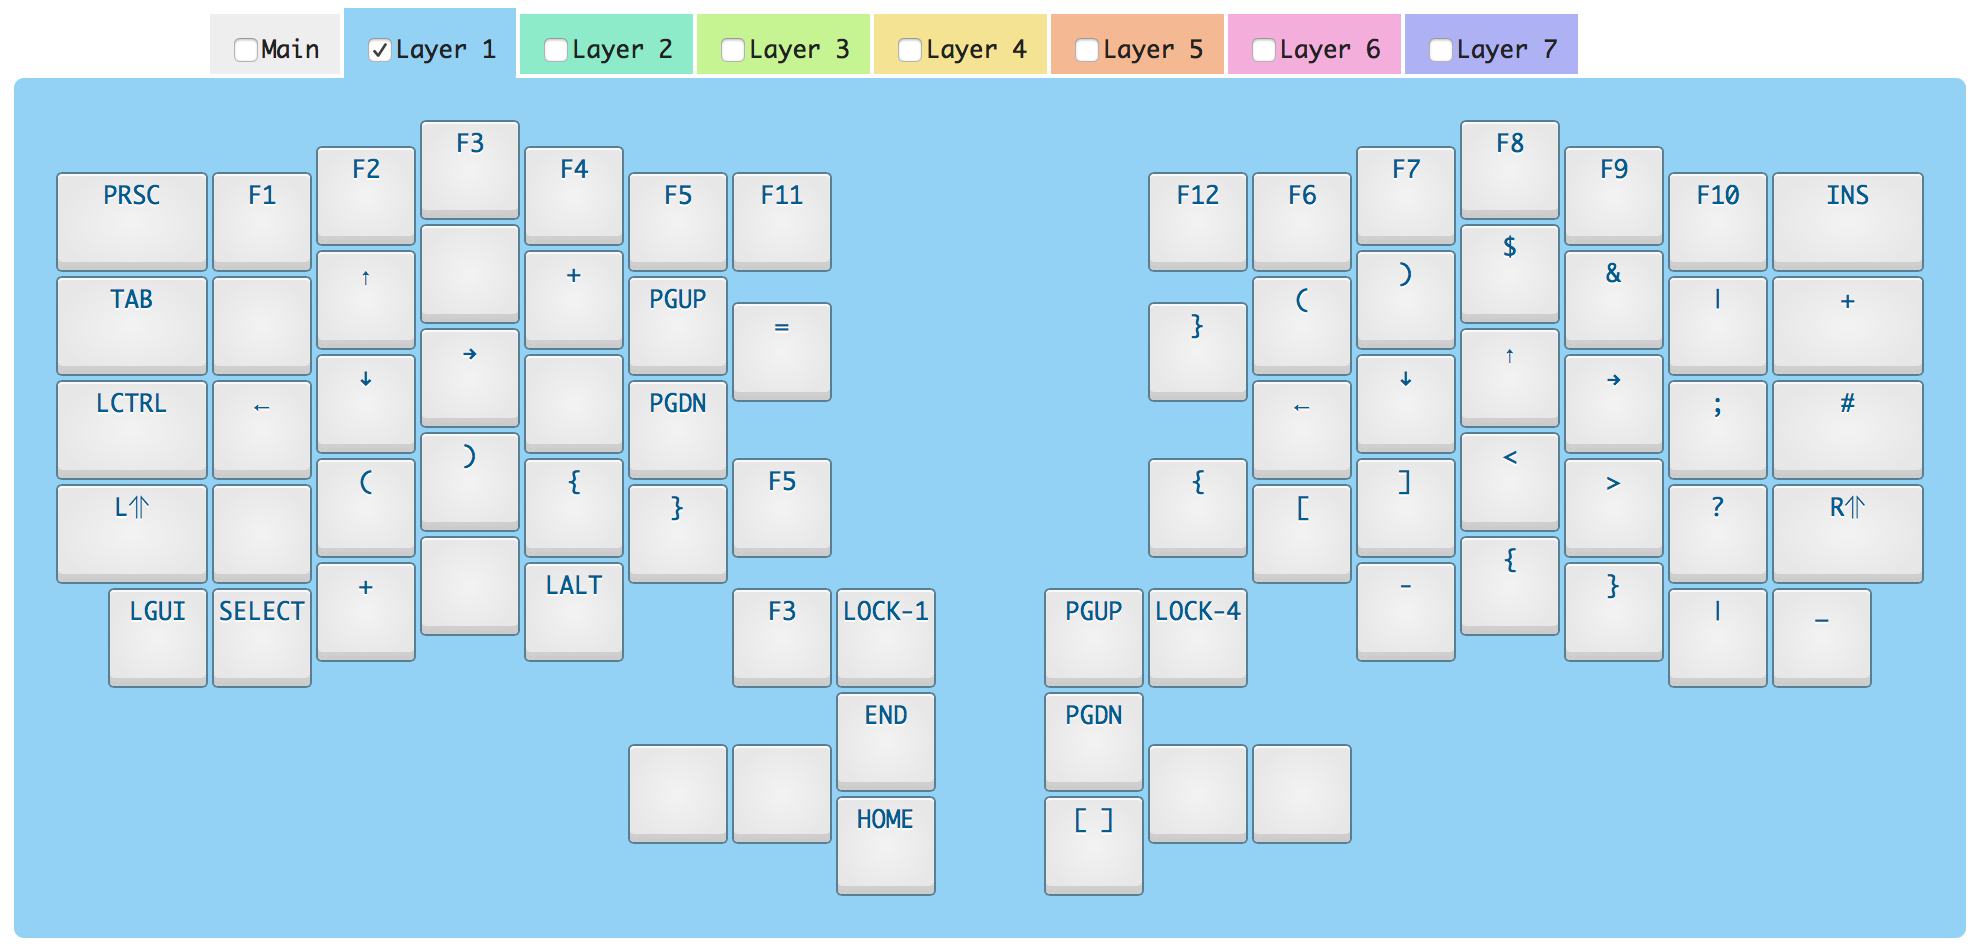 Main Layer 1 Layer 2 Layer 3 Layer 4 Layer 5 Layer 6 Layer 7
PRSC F1 F2 F3 F4 F5 F11 F12 F6 F7 F8 F9 F10 INS
TAB ↑ + PGUP = } ( ) $ & | +
LCTRL ← ↓ → PGDN ← ↓ ↑ → ; #
L⥣ ( ) { } F5 { [ ] < > ? R⥣
LGUI SELECT + LALT - { } | _
F3 LOCK-1 PGUP LOCK-4
END PGDN
HOME [ ]